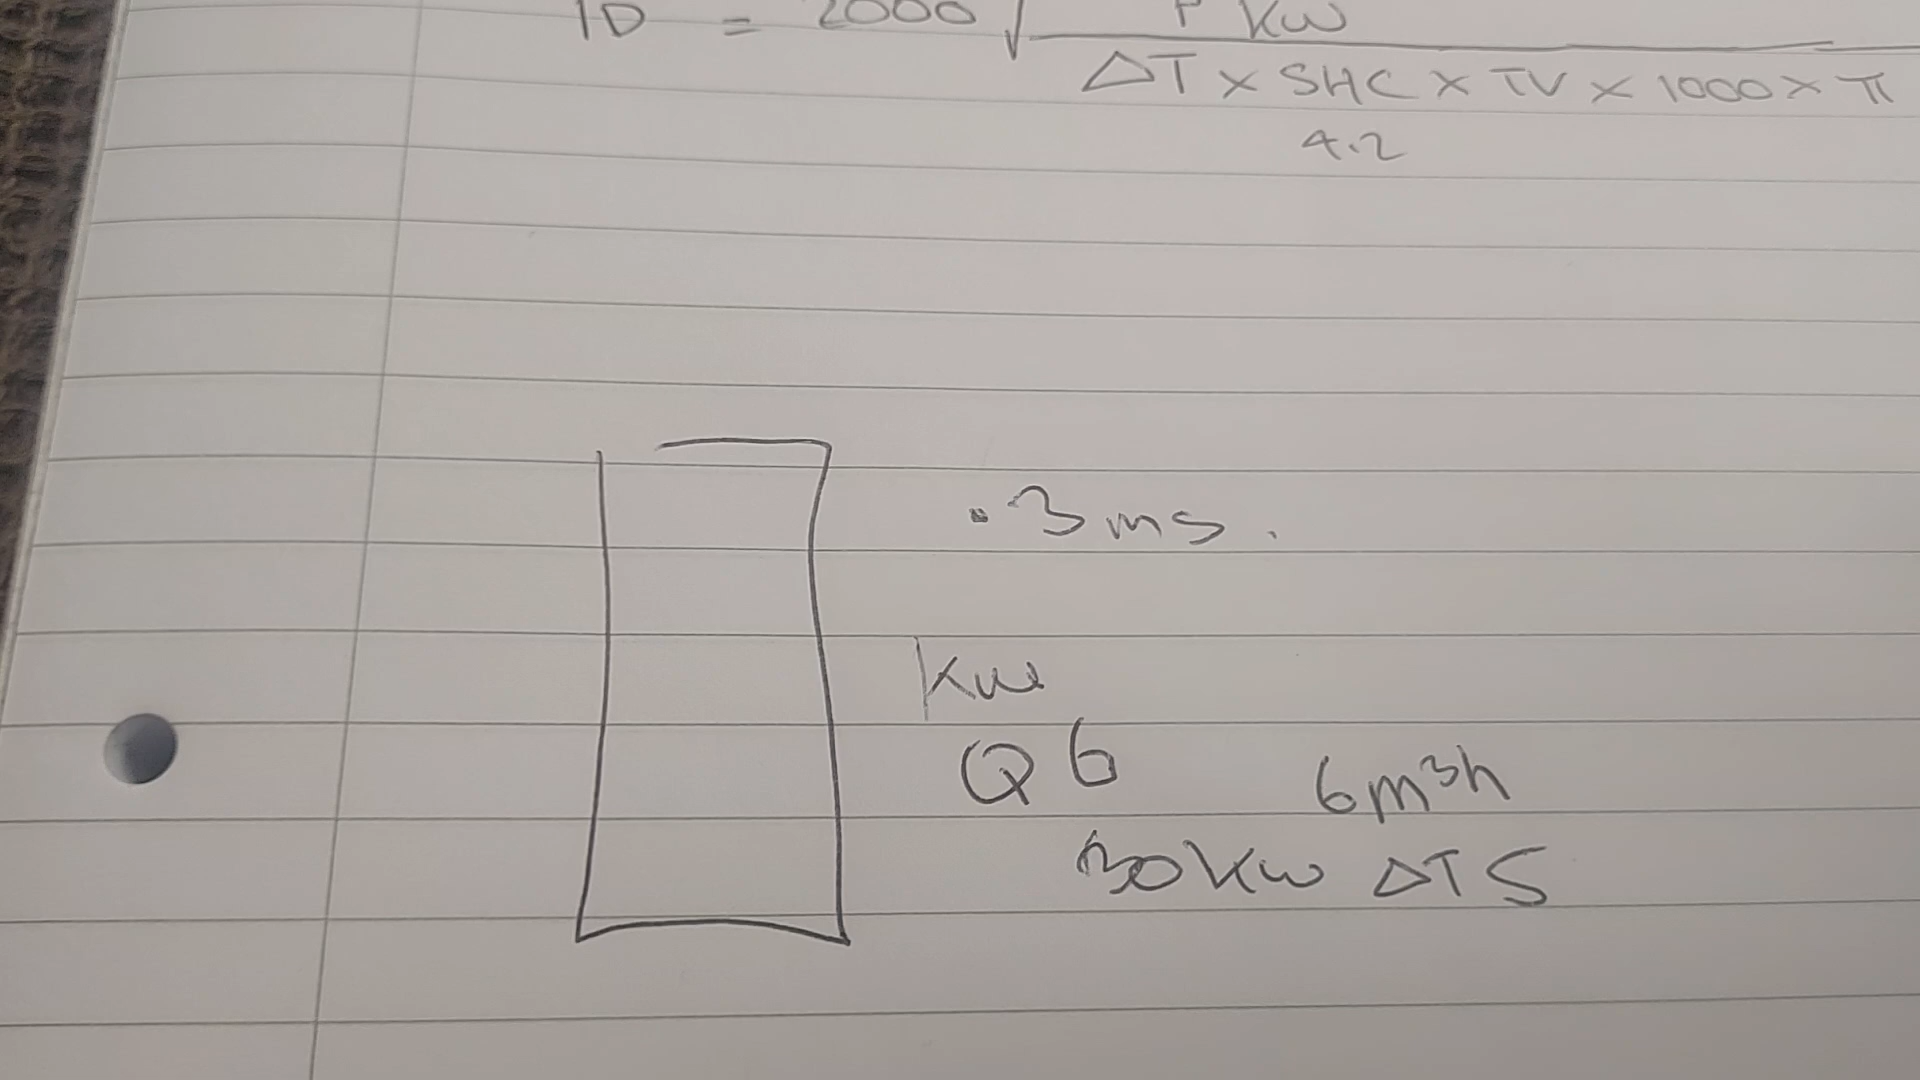 ID = 2000 √ P KW
ΔT × SHC × TV × 1000 × π
4.2
.3 ms.
Kw
Q 6
6m³h
30Kw ΔT 5